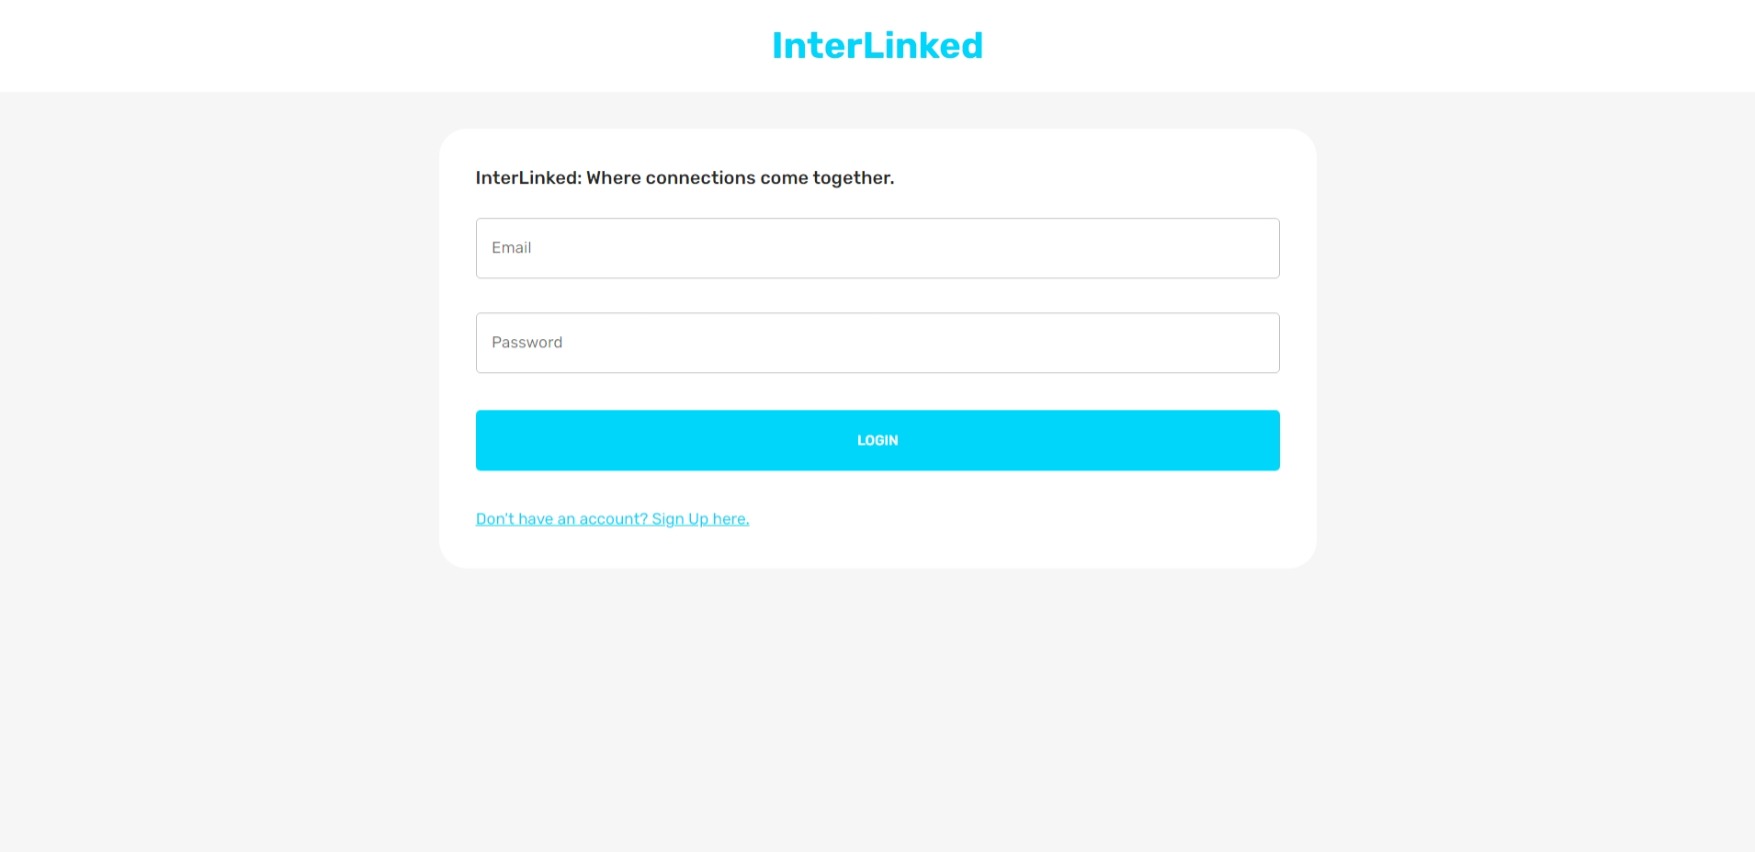 InterLinked
InterLinked: Where connections come together.
Email
Password
LOGIN
Don't have an account? Sign Up here.